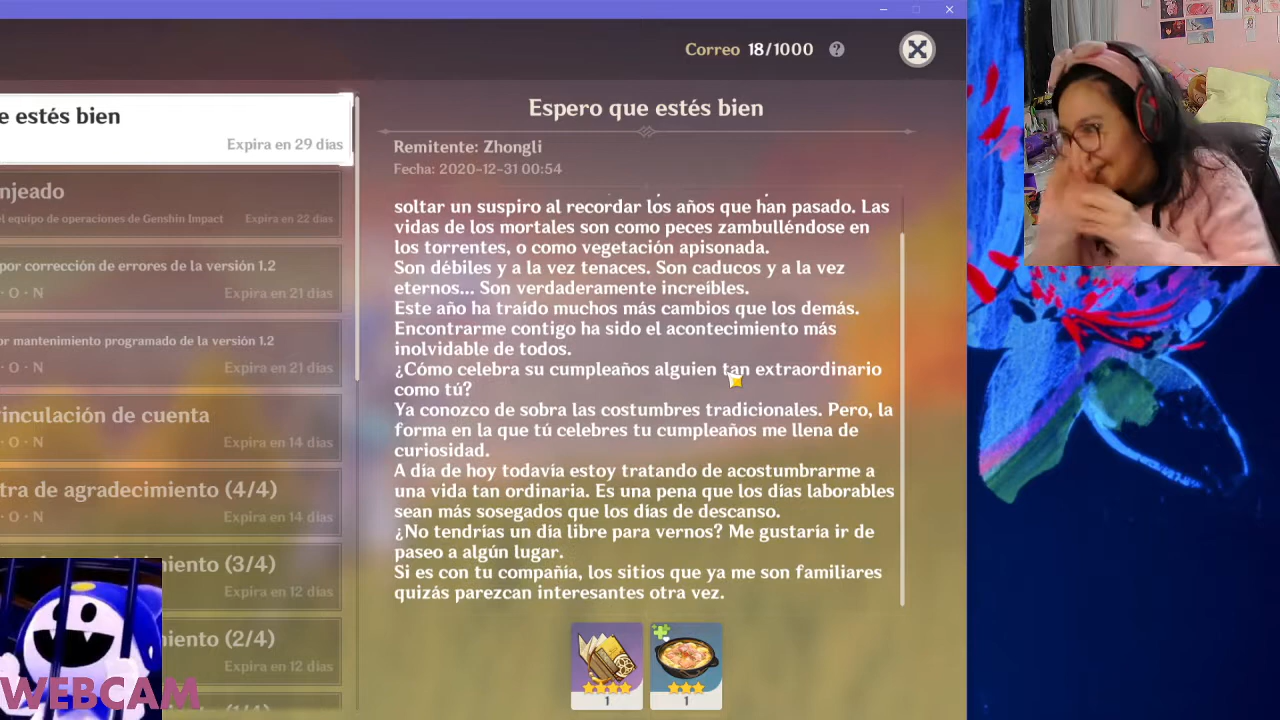 Correo 18/1000
e estés bien
Expira en 29 días
njeado
el equipo de operaciones de Genshin Impact Expira en 22 días
por corrección de errores de la versión 1.2
· O · N Expira en 21 días
or mantenimiento programado de la versión 1.2
· O · N Expira en 21 días
vinculación de cuenta
· O · N Expira en 14 días
tra de agradecimiento (4/4)
· O · N Expira en 14 días
imiento (3/4)
Expira en 12 días
miento (2/4)
Expira en 12 días
WEBCAM
Espero que estés bien
Remitente: Zhongli
Fecha: 2020-12-31 00:54
soltar un suspiro al recordar los años que han pasado. Las
vidas de los mortales son como peces zambulléndose en
los torrentes, o como vegetación apisonada.
Son débiles y a la vez tenaces. Son caducos y a la vez
eternos... Son verdaderamente increíbles.
Este año ha traído muchos más cambios que los demás.
Encontrarme contigo ha sido el acontecimiento más
inolvidable de todos.
¿Cómo celebra su cumpleaños alguien tan extraordinario
como tú?
Ya conozco de sobra las costumbres tradicionales. Pero, la
forma en la que tú celebres tu cumpleaños me llena de
curiosidad.
A día de hoy todavía estoy tratando de acostumbrarme a
una vida tan ordinaria. Es una pena que los días laborables
sean más sosegados que los días de descanso.
¿No tendrías un día libre para vernos? Me gustaría ir de
paseo a algún lugar.
Si es con tu compañía, los sitios que ya me son familiares
quizás parezcan interesantes otra vez.
1
1